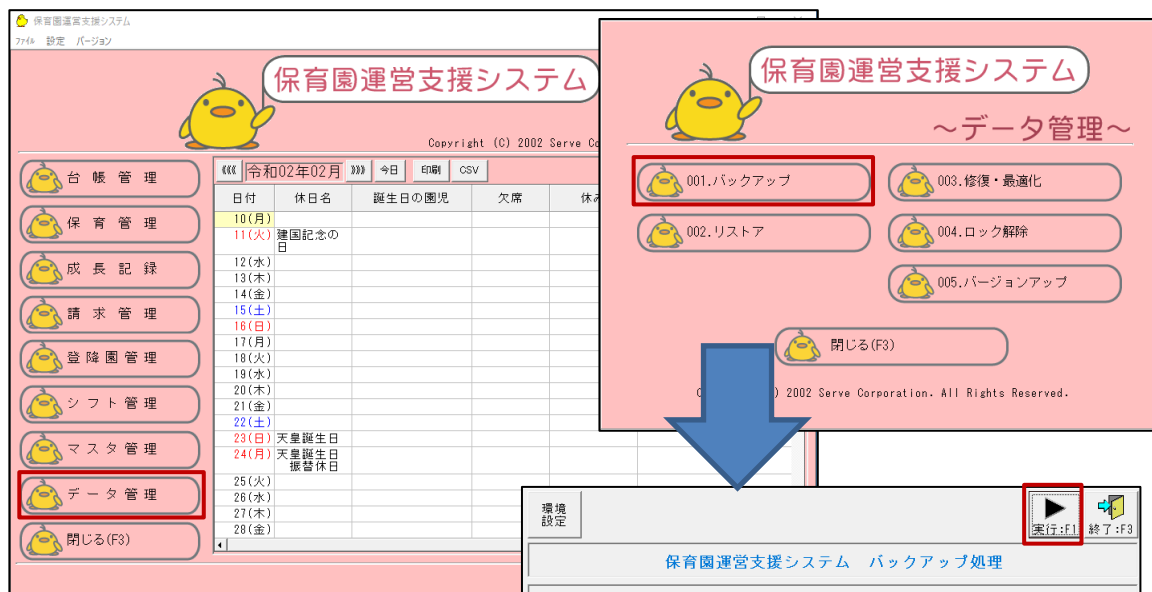 保育園運営支援システム
ファイル 設定 バージョン
保育園運営支援システム
Copyright (C) 2002 Serve
台帳管理
保育管理
成長記録
請求管理
登降園管理
シフト管理
マスタ管理
データ管理
閉じる(F3)
令和02年02月 今日 印刷 CSV
日付 休日名 誕生日の園児 欠席
10(月)
11(火) 建国記念の
日
12(水)
13(木)
14(金)
15(土)
16(日)
17(月)
18(火)
19(水)
20(木)
21(金)
22(土)
23(日) 天皇誕生日
24(月) 天皇誕生日
振替休日
25(火)
26(水)
27(木)
28(金)
保育園運営支援システム
～データ管理～
001.バックアップ
002.リストア
003.修復・最適化
004.ロック解除
005.バージョンアップ
閉じる(F3)
2002 Serve Corporation. All Rights Reserved.
環境
設定
実行:F1 終了:F3
保育園運営支援システム　バックアップ処理